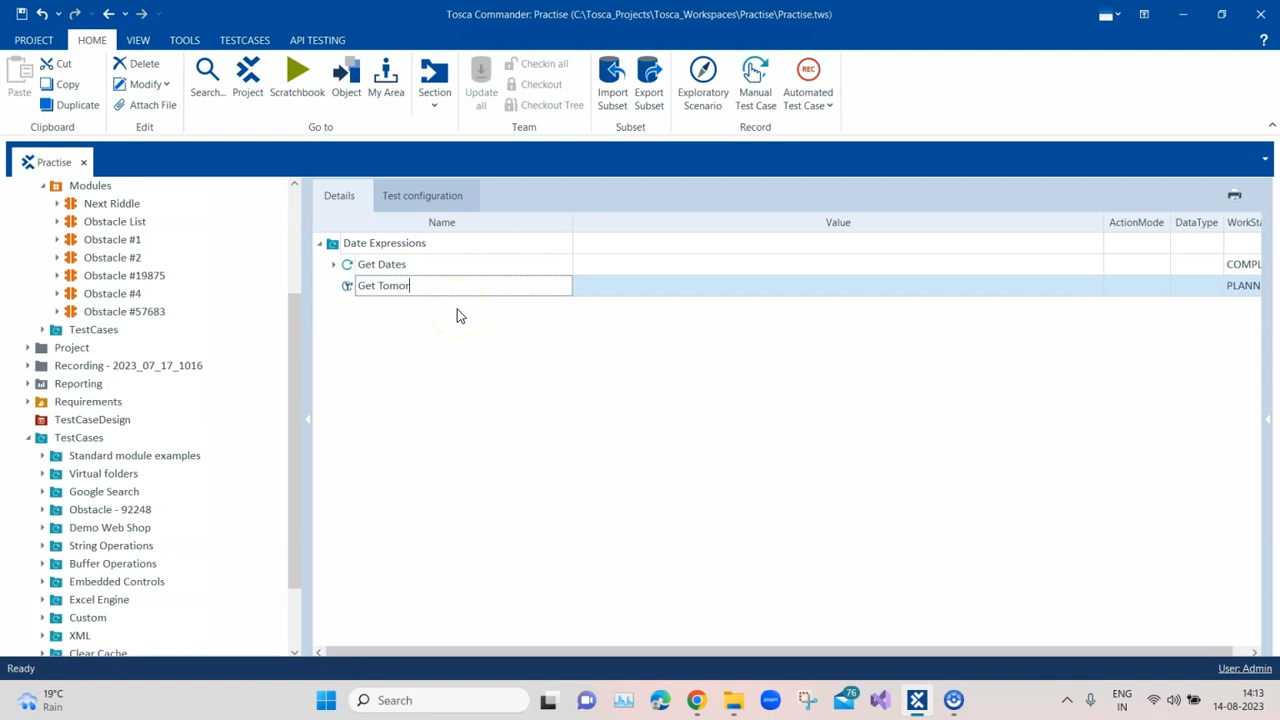 Tosca Commander: Practise (C:\Tosca_Projects\Tosca_Workspaces\Practise\Practise.tws)
PROJECT HOME VIEW TOOLS TESTCASES API TESTING
Paste Cut Copy Duplicate
Clipboard
Delete Modify Attach File
Edit
Search... Project Scratchbook Object My Area Section
Go to
Update all Checkin all Checkout Checkout Tree
Team
Import Subset Export Subset
Subset
Exploratory Scenario Manual Test Case REC Automated Test Case
Record
Practise
Modules
Next Riddle
Obstacle List
Obstacle #1
Obstacle #2
Obstacle #19875
Obstacle #4
Obstacle #57683
TestCases
Project
Recording - 2023_07_17_1016
Reporting
Requirements
TestCaseDesign
TestCases
Standard module examples
Virtual folders
Google Search
Obstacle - 92248
Demo Web Shop
String Operations
Buffer Operations
Embedded Controls
Excel Engine
Custom
XML
Clear Cache
Details Test configuration
Name Value ActionMode DataType WorkSta
Date Expressions
Get Dates COMPL
Get Tomor PLANN
Ready User: Admin
19°C
Rain
Search
zoom
76
ENG
IN
14:13
14-08-2023